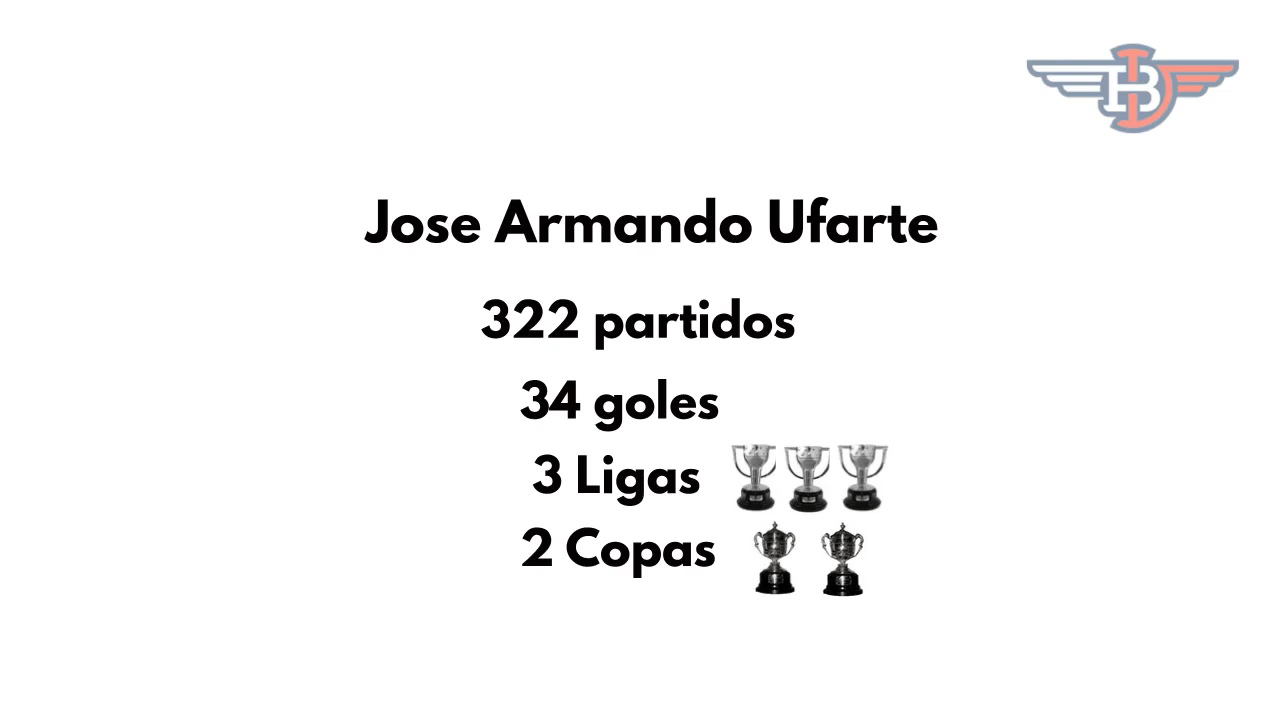 Jose Armando Ufarte
322 partidos
34 goles
3 Ligas
2 Copas